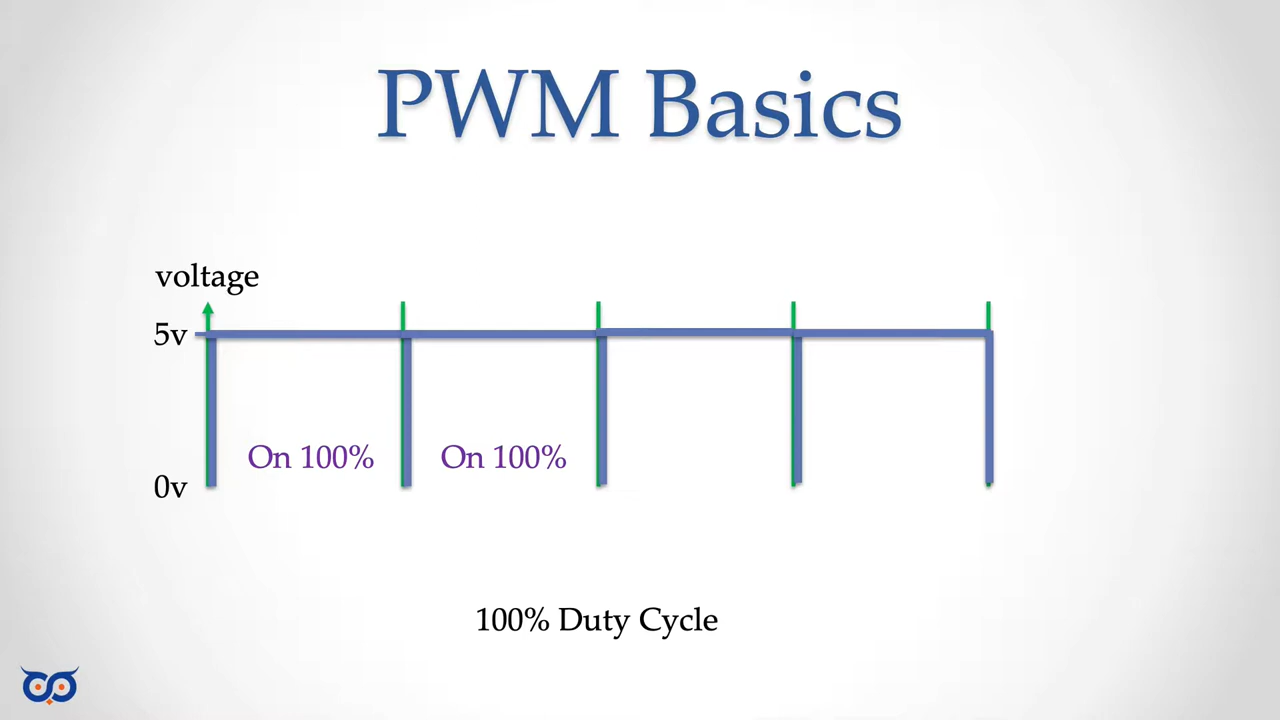 PWM Basics
voltage
5v
On 100% On 100%
0v
100% Duty Cycle